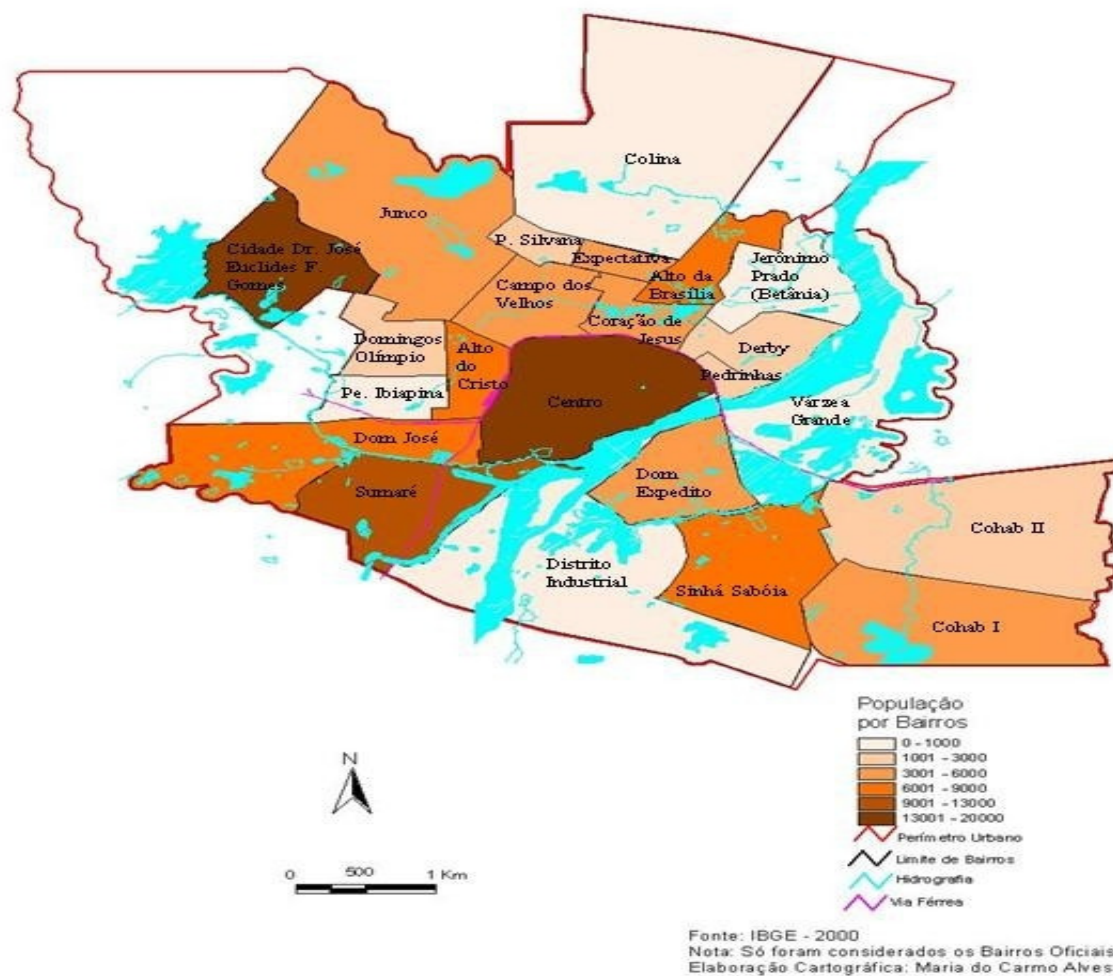 Colina
Junco
P. Silvana
Cidade Dr. José
Euclides F.
Gomes
Expectativa
Alto da
Brasília
Jerônimo
Prado
(Betânia)
Campo dos
Velhos
Coração de
Jesus
Domingos
Olímpio
Alto
do
Cristo
Derby
Pedrinhas
Pe. Ibiapina
Centro
Várzea
Grande
Dom José
Sumaré
Dom
Expedito
Cohab II
Distrito
Industrial
Sinhá Sabóia
Cohab I
População
por Bairros
0 - 1000
1001 - 3000
3001 - 6000
6001 - 9000
9001 - 13000
13001 - 20000
Perímetro Urbano
Limite de Bairros
Hidrografia
Via Férrea
N
0 500 1 Km
Fonte: IBGE - 2000
Nota: Só foram considerados os Bairros Oficiais
Elaboração Cartográfica: Maria do Carmo Alves